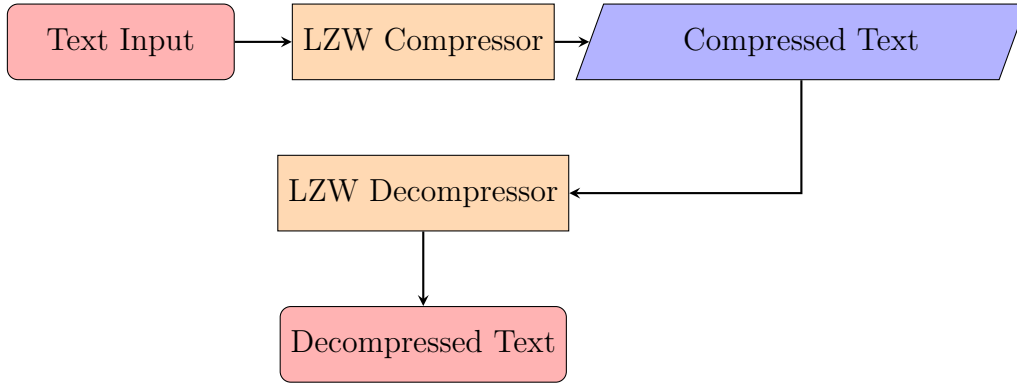 Text Input
LZW Compressor
Compressed Text
LZW Decompressor
Decompressed Text